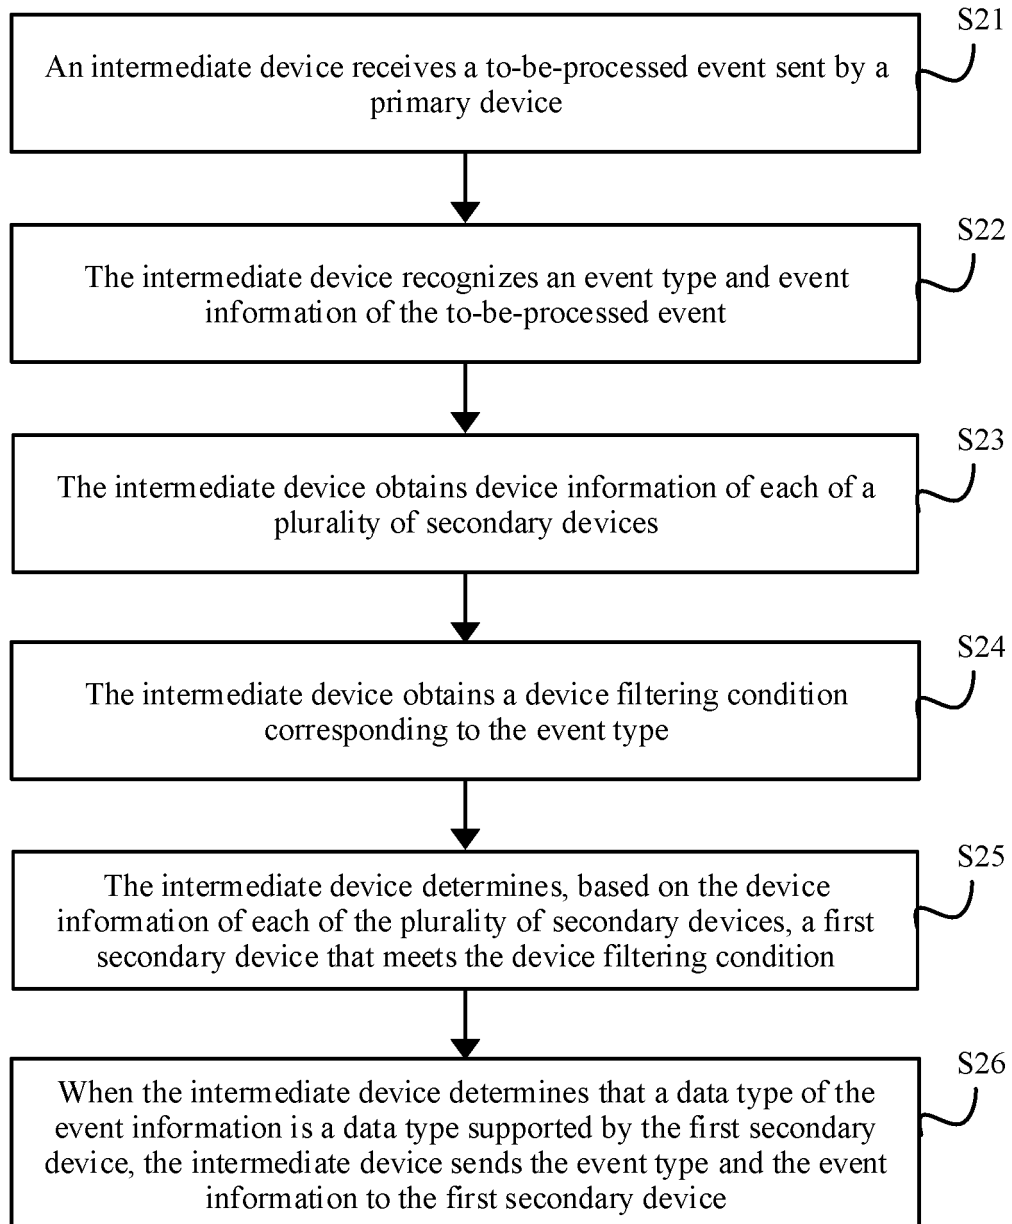 S21
An intermediate device receives a to-be-processed event sent by a
primary device
S22
The intermediate device recognizes an event type and event
information of the to-be-processed event
S23
The intermediate device obtains device information of each of a
plurality of secondary devices
S24
The intermediate device obtains a device filtering condition
corresponding to the event type
S25
The intermediate device determines, based on the device
information of each of the plurality of secondary devices, a first
secondary device that meets the device filtering condition
S26
When the intermediate device determines that a data type of the
event information is a data type supported by the first secondary
device, the intermediate device sends the event type and the event
information to the first secondary device